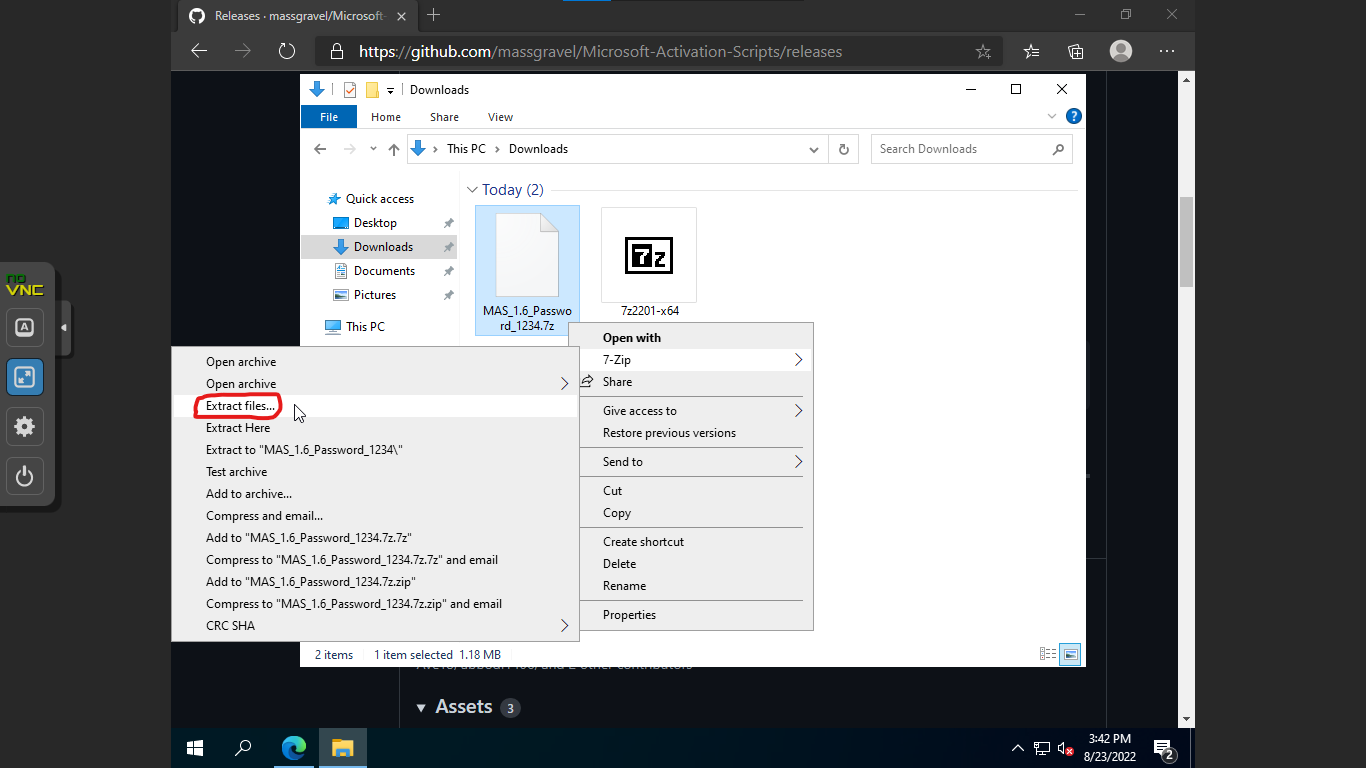 Releases · massgravel/Microsoft-
https://github.com/massgravel/Microsoft-Activation-Scripts/releases
Downloads
File Home Share View
This PC > Downloads
Search Downloads
Quick access
Desktop
Downloads
Documents
Pictures
This PC
Today (2)
MAS_1.6_Passwo
rd_1234.7z
7z
7z2201-x64
Open with
7-Zip
Share
Give access to
Restore previous versions
Send to
Cut
Copy
Create shortcut
Delete
Rename
Properties
Open archive
Open archive
Extract files...
Extract Here
Extract to "MAS_1.6_Password_1234\"
Test archive
Add to archive...
Compress and email...
Add to "MAS_1.6_Password_1234.7z.7z"
Compress to "MAS_1.6_Password_1234.7z.7z" and email
Add to "MAS_1.6_Password_1234.7z.zip"
Compress to "MAS_1.6_Password_1234.7z.zip" and email
CRC SHA
2 items 1 item selected 1.18 MB
Assets 3
no
VNC
A
3:42 PM
8/23/2022
2